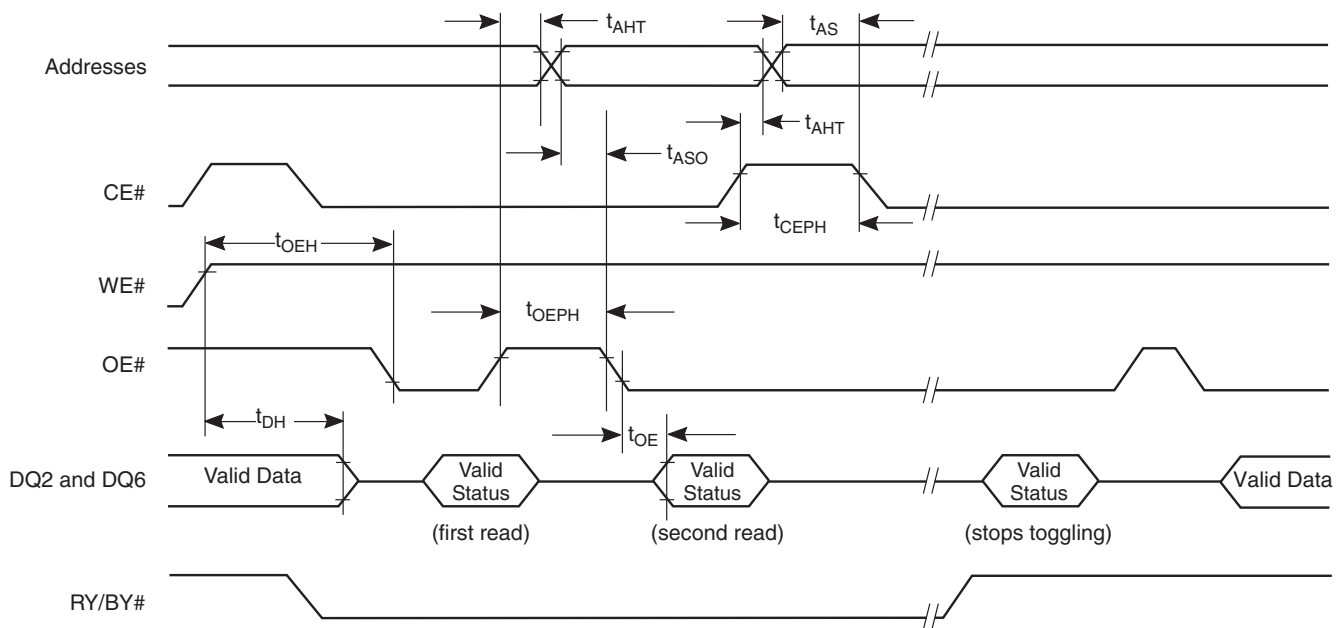 tAHT
tAS
Addresses
tAHT
tASO
CE#
tCEPH
tOEH
WE#
tOEPH
OE#
tDH
tOE
DQ2 and DQ6
Valid Data
Valid
Status
Valid
Status
Valid
Status
Valid Data
(first read)
(second read)
(stops toggling)
RY/BY#